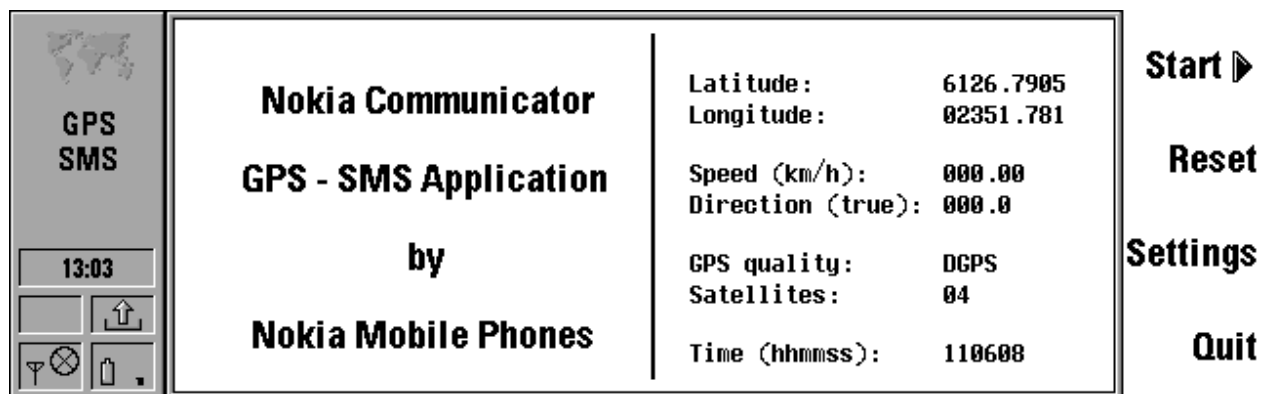 GPS
SMS
13:03
Nokia Communicator
GPS - SMS Application
by
Nokia Mobile Phones
Latitude: 6126.7905
Longitude: 02351.781
Speed (km/h): 000.00
Direction (true): 000.0
GPS quality: DGPS
Satellites: 04
Time (hhmmss): 110608
Start
Reset
Settings
Quit